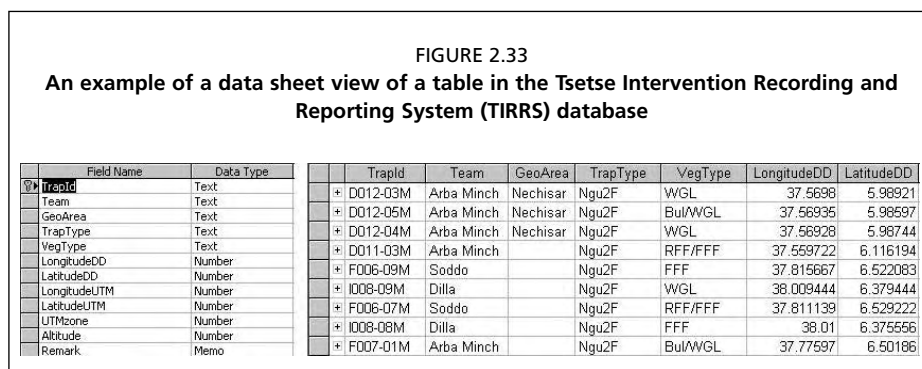 FIGURE 2.33
An example of a data sheet view of a table in the Tsetse Intervention Recording and
Reporting System (TIRRS) database
Field Name Data Type
TrapId Text
Team Text
GeoArea Text
TrapType Text
VegType Text
LongitudeDD Number
LatitudeDD Number
LongitudeUTM Number
LatitudeUTM Number
UTMzone Number
Altitude Number
Remark Memo
TrapId Team GeoArea TrapType VegType LongitudeDD LatitudeDD
+ D012-03M Arba Minch Nechisar Ngu2F WGL 37.5698 5.98921
+ D012-05M Arba Minch Nechisar Ngu2F Bul/WGL 37.56935 5.98597
+ D012-04M Arba Minch Nechisar Ngu2F WGL 37.56928 5.98744
+ D011-03M Arba Minch Ngu2F RFF/FFF 37.559722 6.116194
+ F006-09M Soddo Ngu2F FFF 37.815667 6.522083
+ I008-09M Dilla Ngu2F WGL 38.009444 6.379444
+ F006-07M Soddo Ngu2F RFF/FFF 37.811139 6.529222
+ I008-08M Dilla Ngu2F FFF 38.01 6.375556
+ F007-01M Arba Minch Ngu2F Bul/WGL 37.77597 6.50186